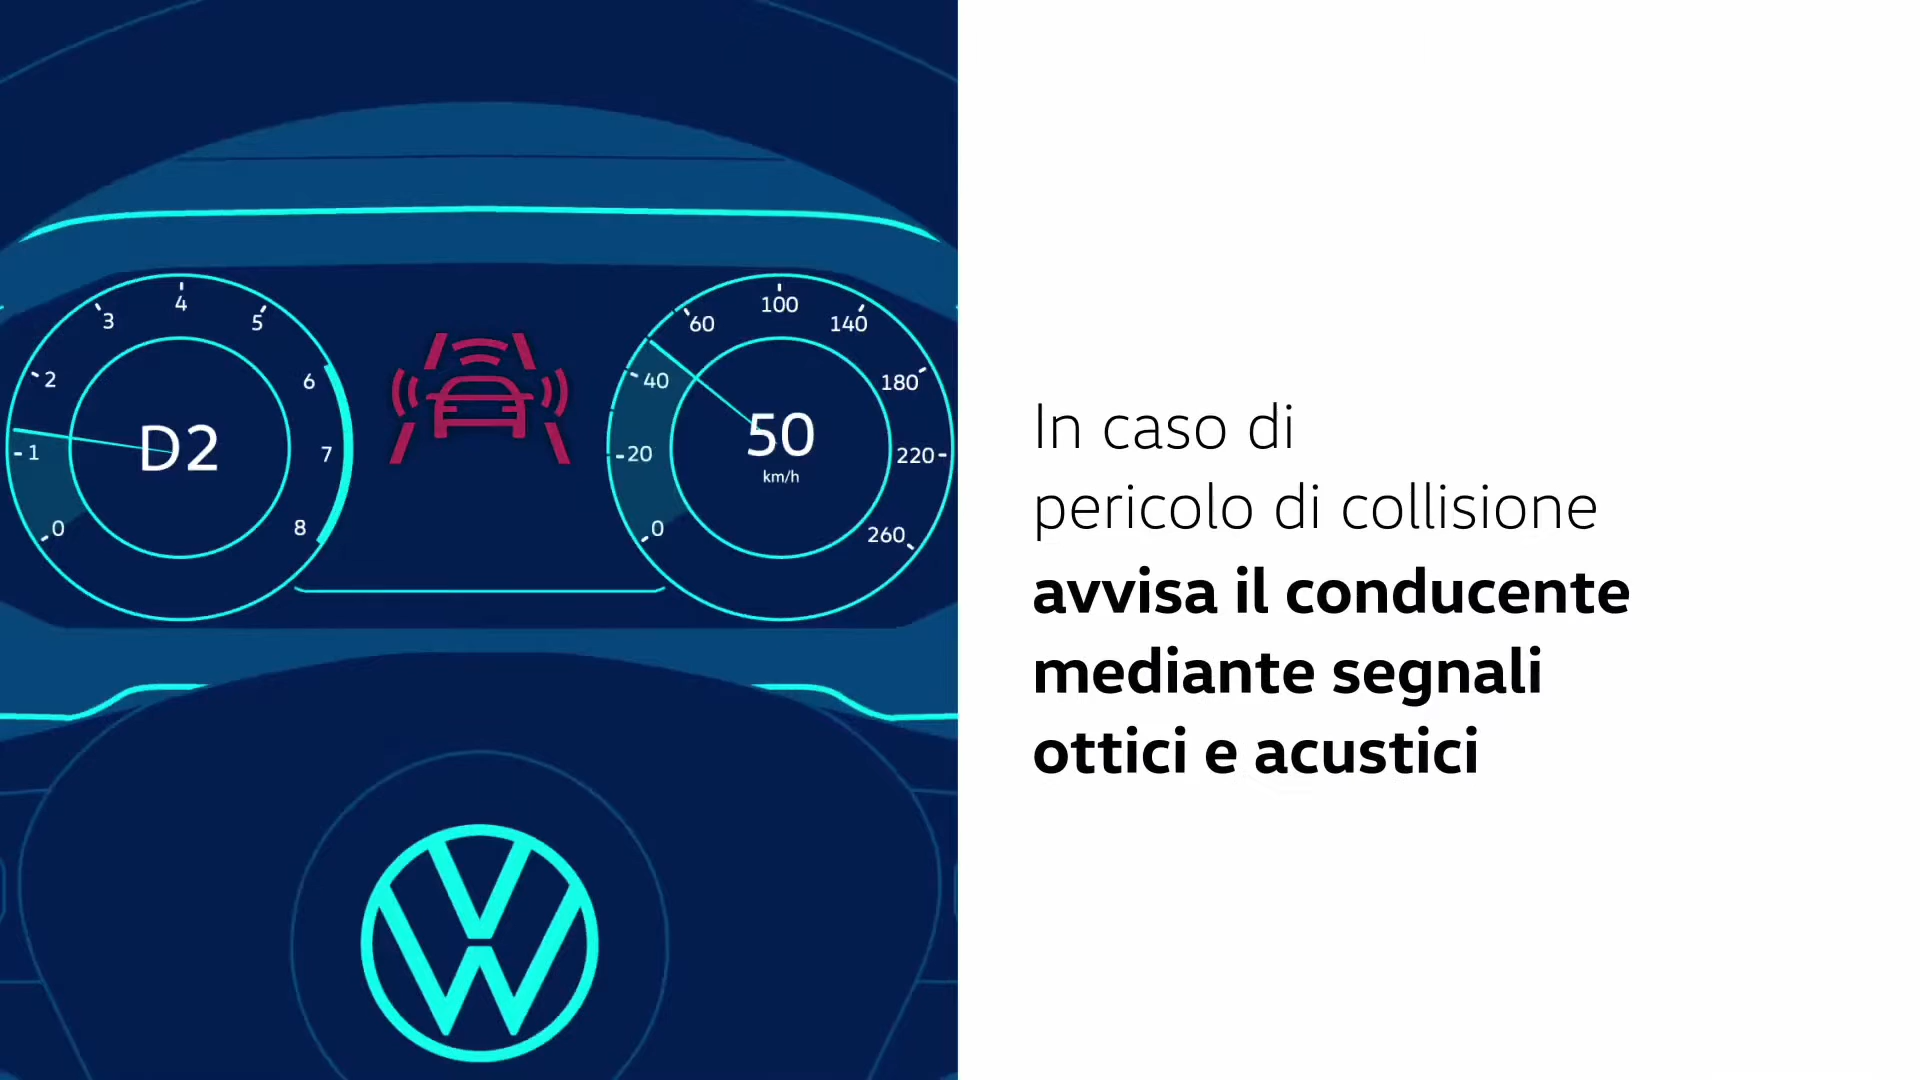 0
1
2
3
4
5
6
7
8
D2
0
20
40
60
100
140
180
220
260
50
km/h
In caso di
pericolo di collisione
avvisa il conducente
mediante segnali
ottici e acustici